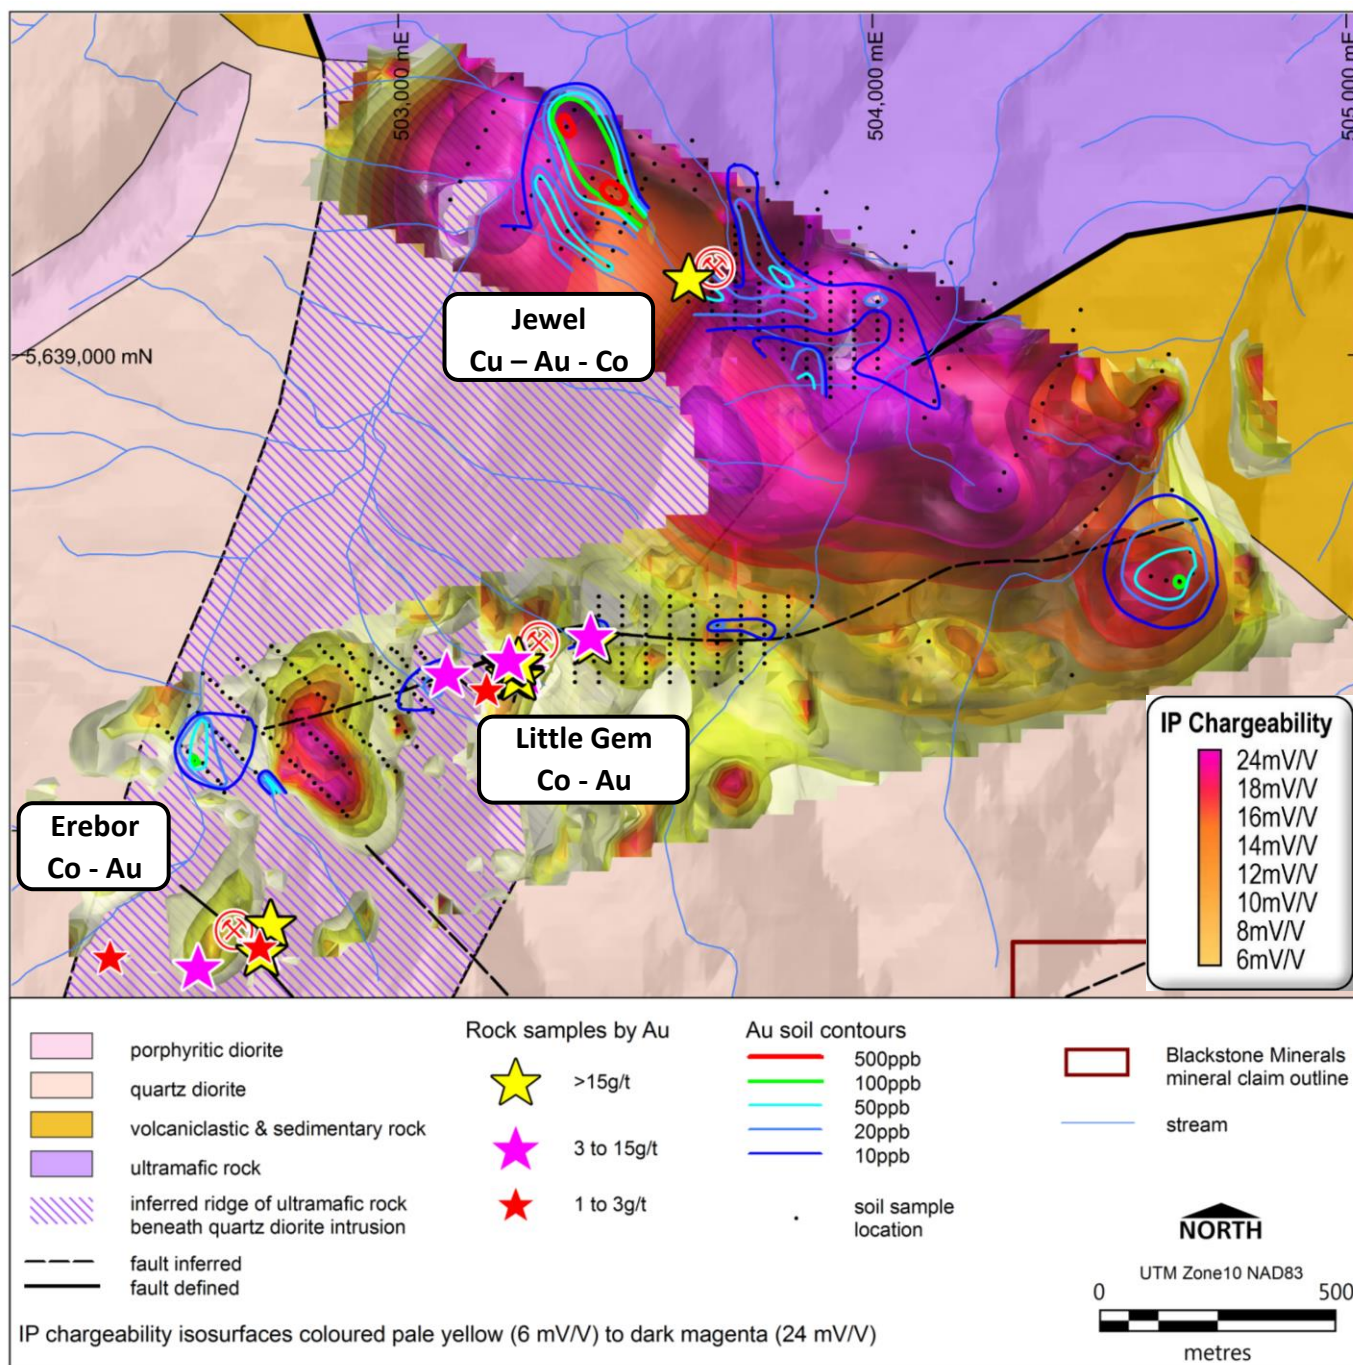 503,000 mE
504,000 mE
505,000 mE
5,639,000 mN
Jewel
Cu – Au - Co
Little Gem
Co - Au
Erebor
Co - Au
IP Chargeability
24mV/V
18mV/V
16mV/V
14mV/V
12mV/V
10mV/V
8mV/V
6mV/V
porphyritic diorite
quartz diorite
volcaniclastic & sedimentary rock
ultramafic rock
inferred ridge of ultramafic rock
beneath quartz diorite intrusion
fault inferred
fault defined
Rock samples by Au
>15g/t
3 to 15g/t
1 to 3g/t
Au soil contours
500ppb
100ppb
50ppb
20ppb
10ppb
soil sample
location
Blackstone Minerals
mineral claim outline
stream
NORTH
UTM Zone10 NAD83
0 500
metres
IP chargeability isosurfaces coloured pale yellow (6 mV/V) to dark magenta (24 mV/V)